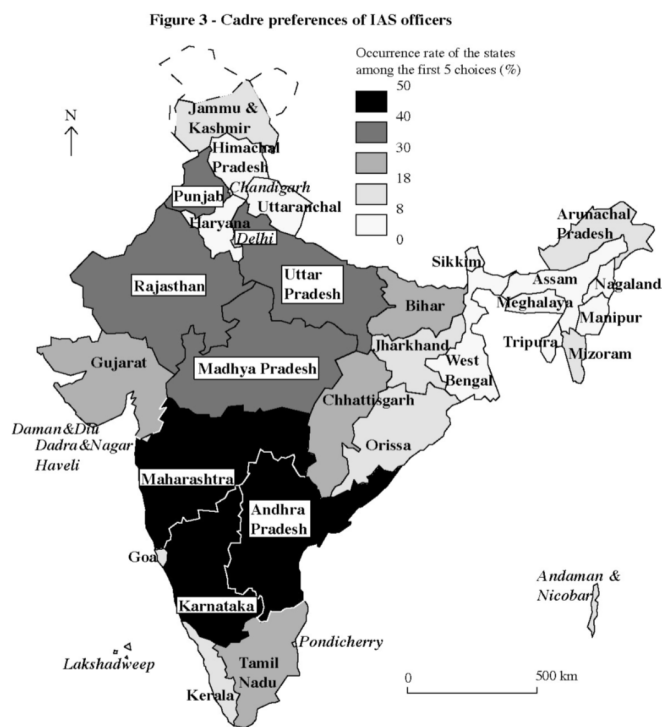 Figure 3 - Cadre preferences of IAS officers
Occurrence rate of the states
among the first 5 choices (%)
50
40
30
18
8
0
N
Jammu &
Kashmir
Himachal
Pradesh
Chandigarh
Punjab
Uttaranchal
Haryana
Delhi
Arunachal
Pradesh
Sikkim
Assam
Nagaland
Rajasthan
Uttar
Pradesh
Bihar
Meghalaya
Manipur
Tripura
Mizoram
Jharkhand
West
Bengal
Gujarat
Madhya Pradesh
Chhattisgarh
Orissa
Daman &Diu
Dadra &Nagar
Haveli
Maharashtra
Andhra
Pradesh
Goa
Karnataka
Andaman &
Nicobar
Pondicherry
Lakshadweep
Tamil
Nadu
Kerala
0
500 km